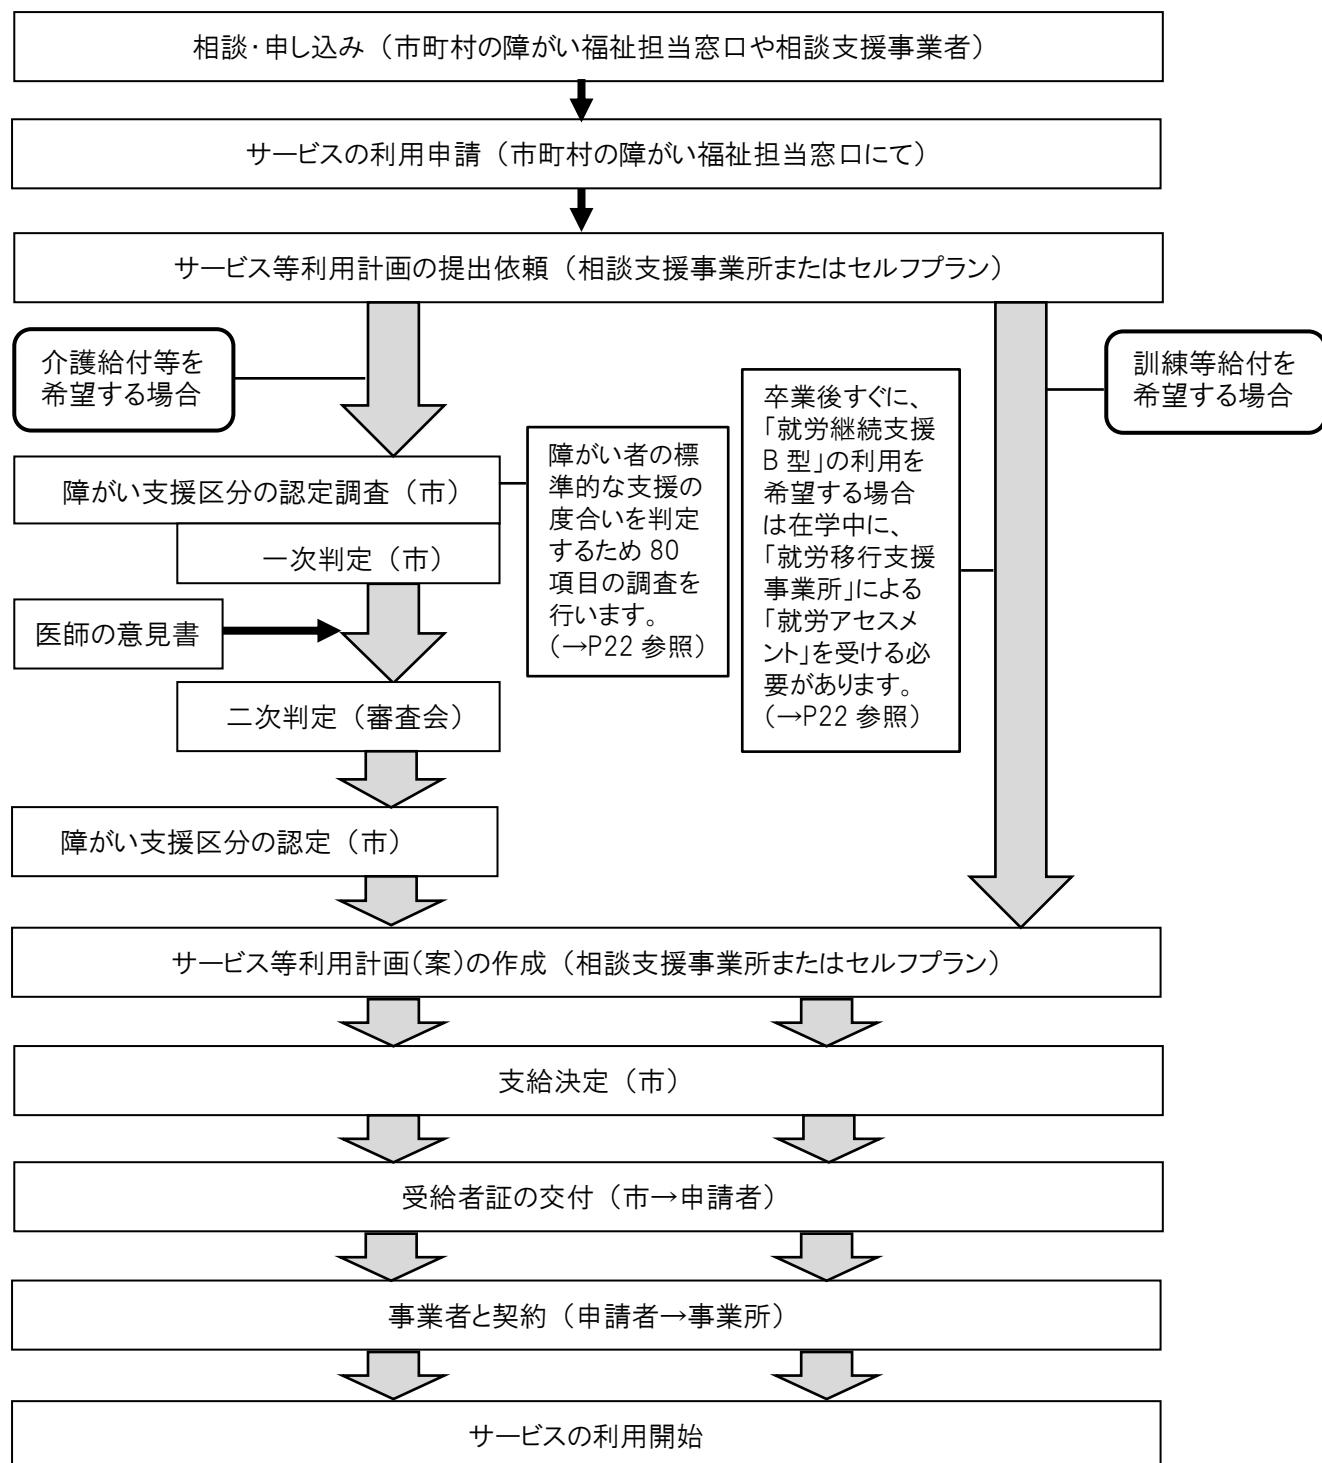 相談・申し込み（市町村の障がい福祉担当窓口や相談支援事業者）
サービスの利用申請（市町村の障がい福祉担当窓口にて）
サービス等利用計画の提出依頼（相談支援事業所またはセルフプラン）
介護給付等を
希望する場合
訓練等給付を
希望する場合
卒業後すぐに、
「就労継続支援
B型」の利用を
希望する場合
は在学中に、
「就労移行支援
事業所」による
「就労アセスメ
ント」を受ける必
要があります。
（→P22 参照）
障がい支援区分の認定調査（市）
障がい者の標
準的な支援の
度合いを判定
するため 80
項目の調査を
行います。
（→P22 参照）
一次判定（市）
医師の意見書
二次判定（審査会）
障がい支援区分の認定（市）
サービス等利用計画(案)の作成（相談支援事業所またはセルフプラン）
支給決定（市）
受給者証の交付（市→申請者）
事業者と契約（申請者→事業所）
サービスの利用開始